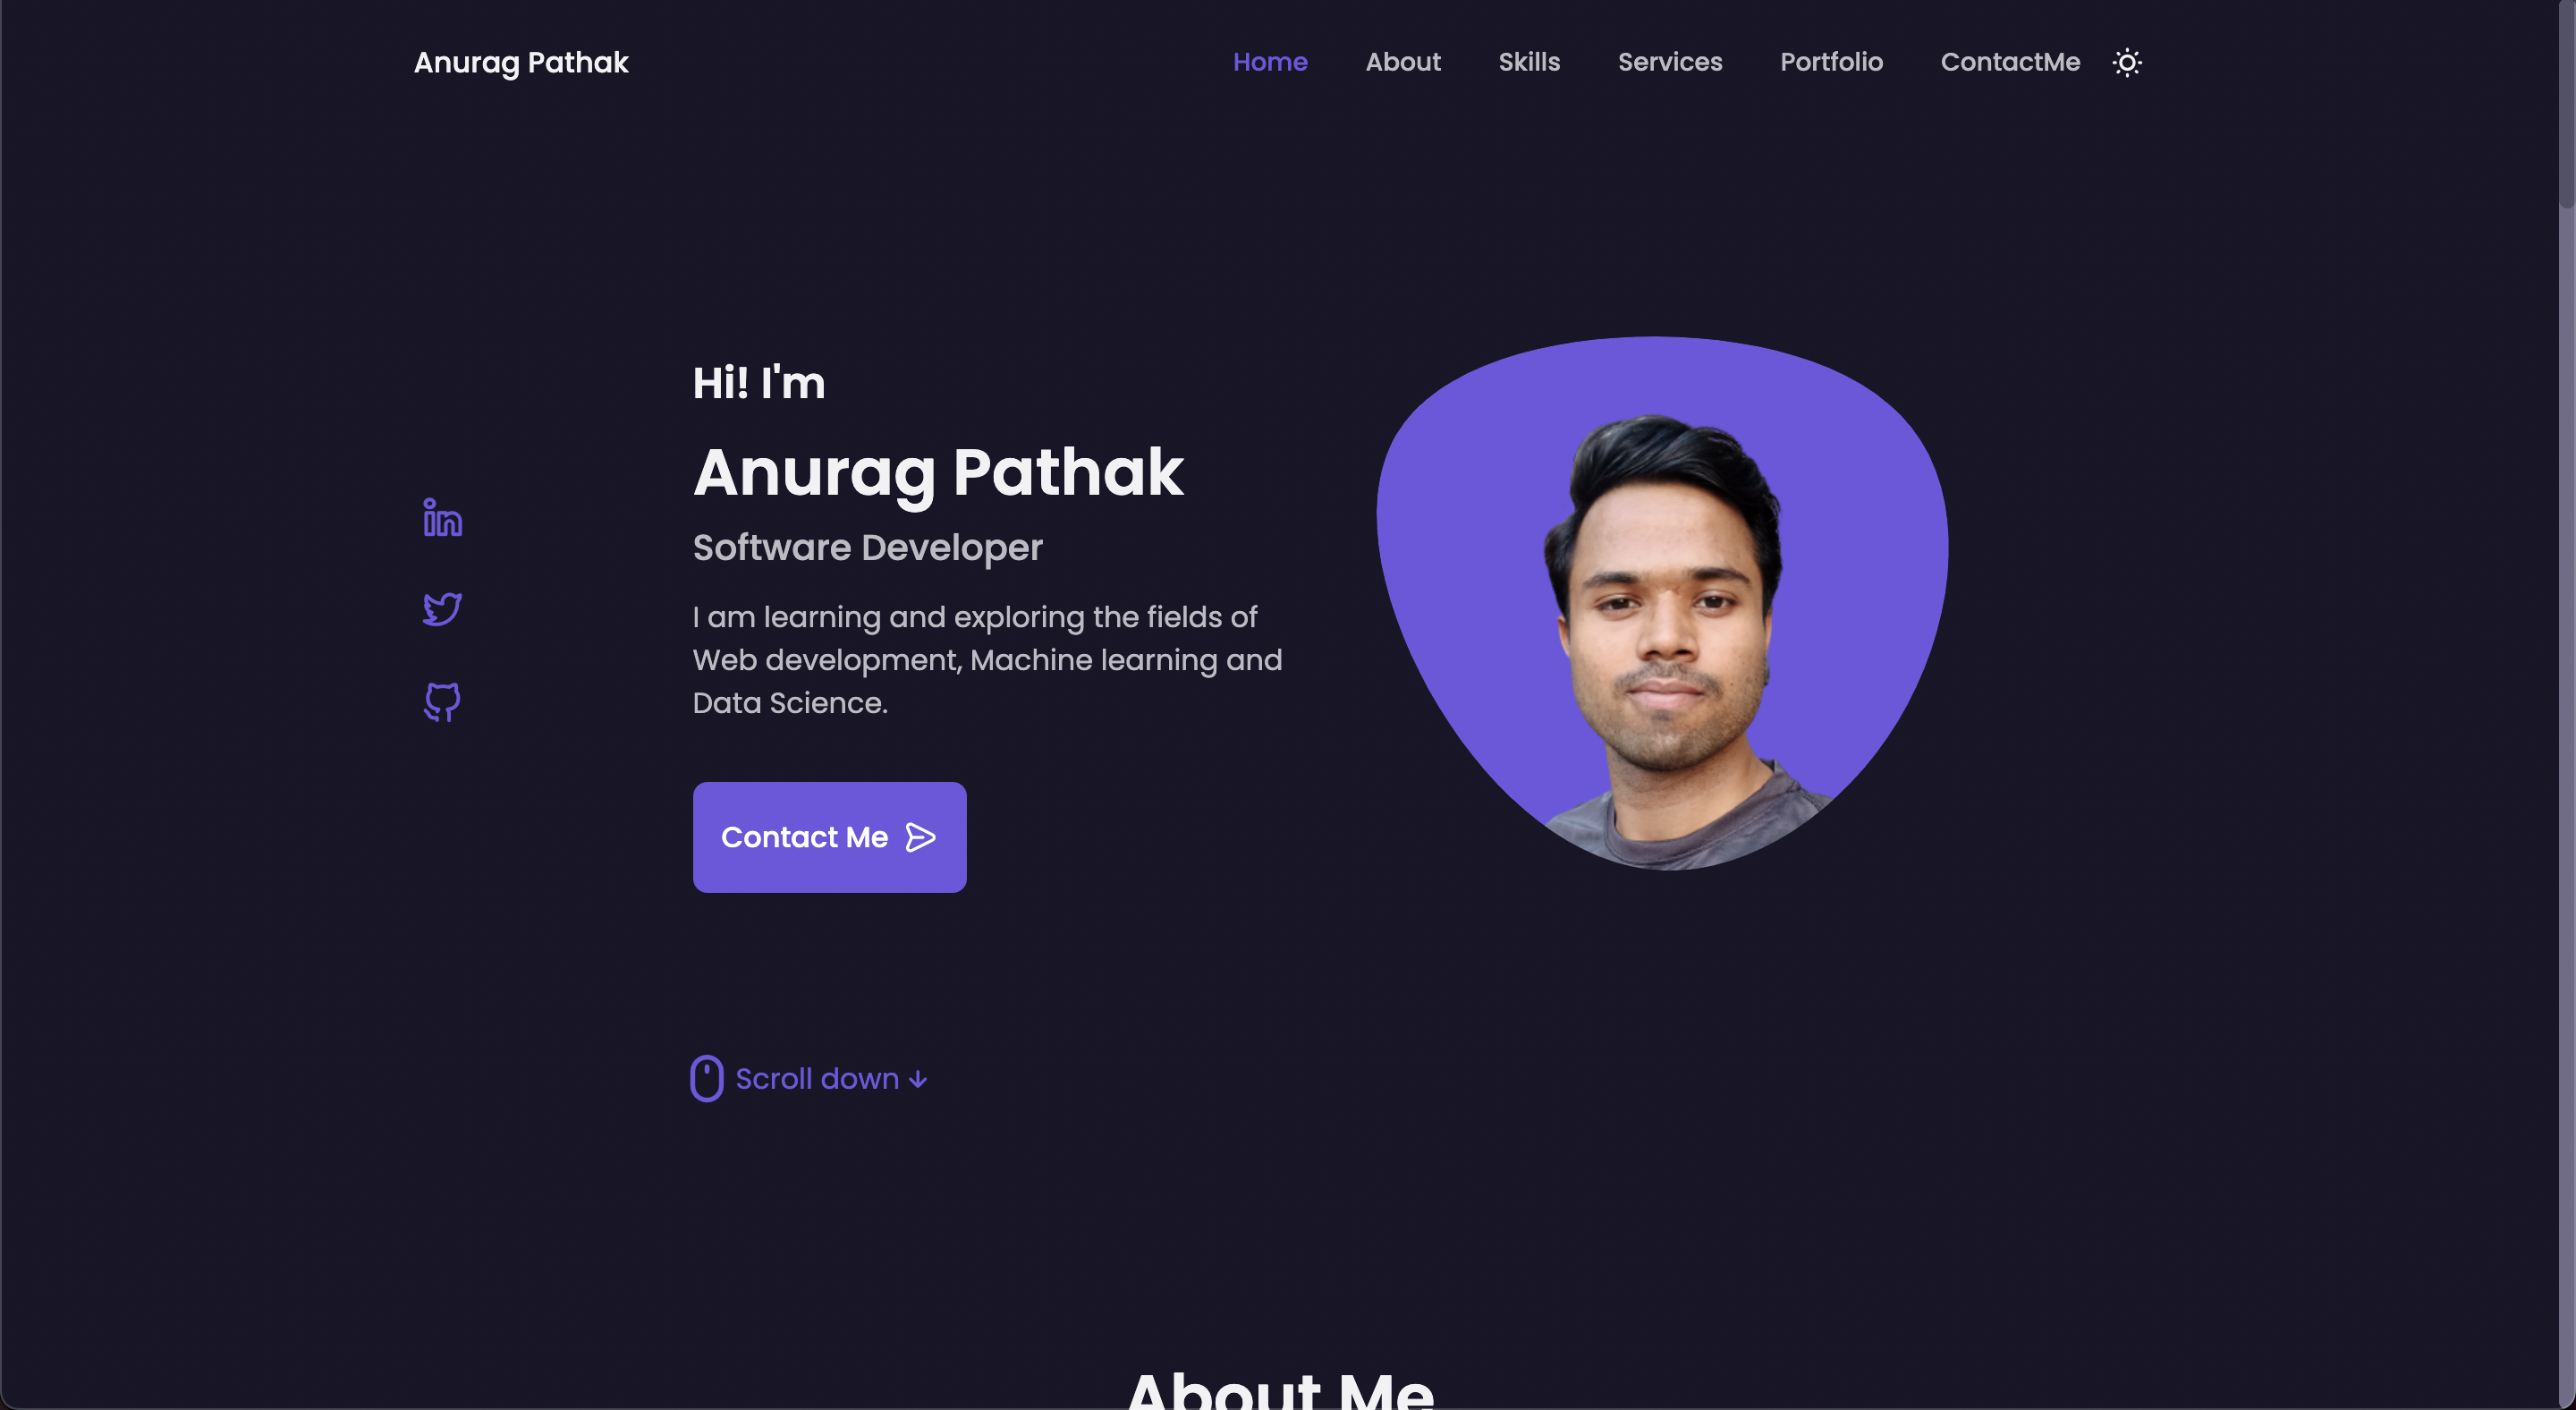 Anurag Pathak
Home About Skills Services Portfolio ContactMe
Hi! I'm
Anurag Pathak
Software Developer
I am learning and exploring the fields of
Web development, Machine learning and
Data Science.
Contact Me
Scroll down
About Me